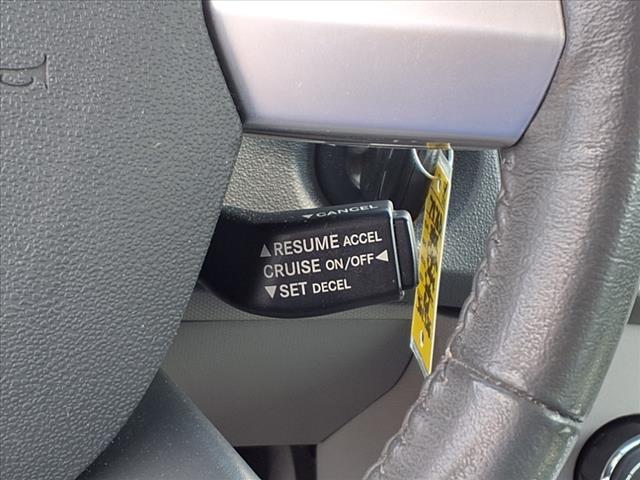 ▼CANCEL
▲RESUME ACCEL
CRUISE ON/OFF◀
▼SET DECEL